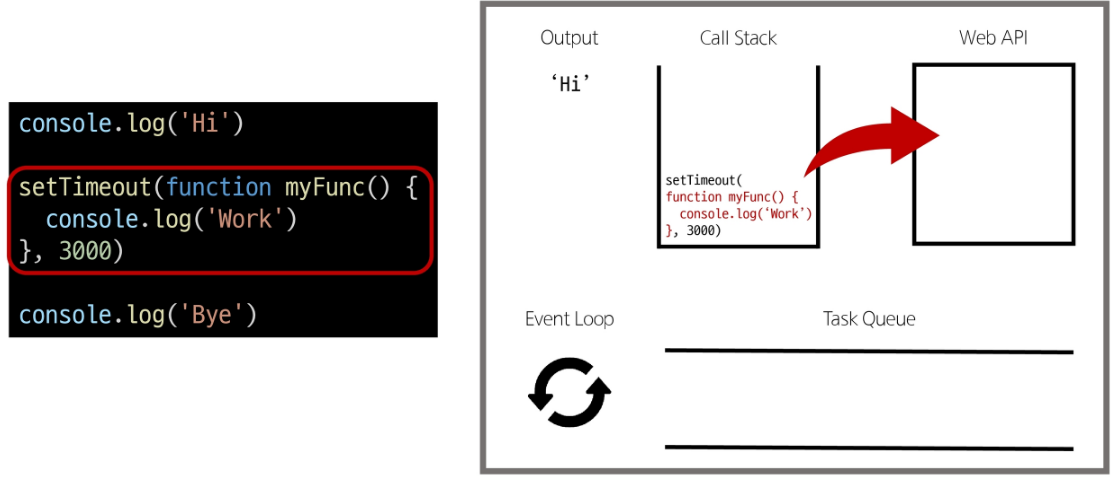 console.log('Hi')
setTimeout(function myFunc() {
  console.log('Work')
}, 3000)
console.log('Bye')
Output
Call Stack
Web API
‘Hi’
setTimeout(
function myFunc() {
  console.log(‘Work’)
}, 3000)
Event Loop
Task Queue